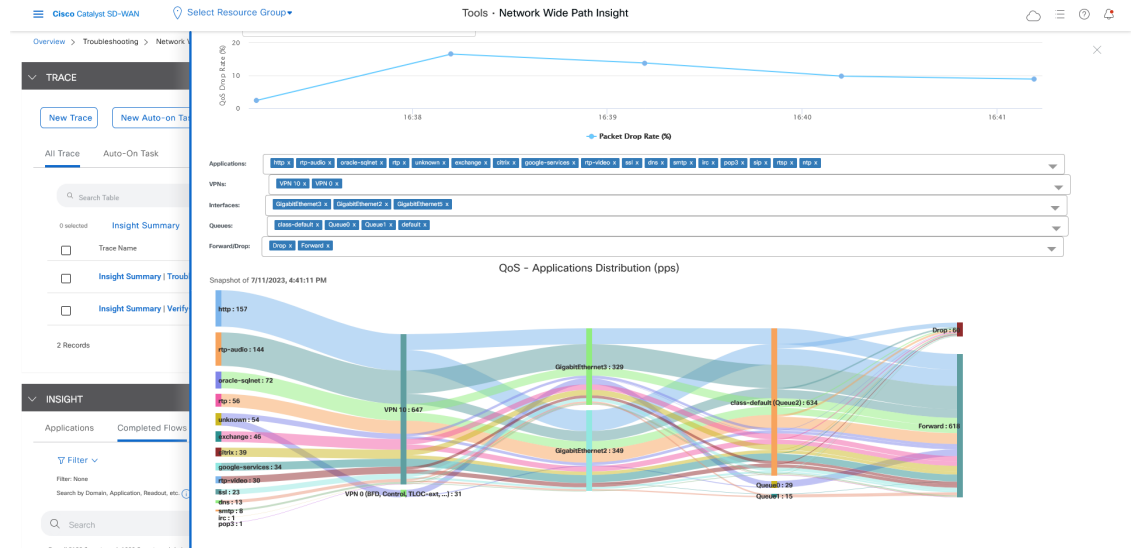 Cisco Catalyst SD-WAN
Select Resource Group
Tools · Network Wide Path Insight
Overview > Troubleshooting > Network
TRACE
New Trace
New Auto-on
All Trace
Auto-On Task
Search Table
0 selected
Insight Summary
Trace Name
Insight Summary | Troubl
Insight Summary | Verify
2 Records
INSIGHT
Applications
Completed Flows
Filter
Filter: None
Search by Domain, Application, Readout, etc.
Search
QoS Drop Rate (%)
20
10
0
16:38
16:39
16:40
16:41
Packet Drop Rate (%)
Applications:
http x rtp-audio x oracle-sqlnet x rtp x unknown x exchange x citrix x google-services x rtp-video x ssl x dns x smtp x irc x pop3 x sip x rtsp x ntp x
VPNs:
VPN 10 x VPN 0 x
Interfaces:
GigabitEthernet3 x GigabitEthernet2 x GigabitEthernet5 x
Queues:
class-default x Queue0 x Queue1 x default x
Forward/Drop:
Drop x Forward x
QoS - Applications Distribution (pps)
Snapshot of 7/11/2023, 4:41:11 PM
http : 157
rtp-audio : 144
oracle-sqlnet : 72
rtp : 56
unknown : 54
exchange : 46
citrix : 39
google-services : 34
rtp-video : 30
ssl : 23
dns : 13
smtp : 8
irc : 1
pop3 : 1
VPN 10 : 647
VPN 0 (BFD, Control, TLOC-ext, ...) : 31
GigabitEthernet3 : 329
GigabitEthernet2 : 349
class-default (Queue2) : 634
Queue0 : 29
Queue1 : 15
Drop :
Forward : 618